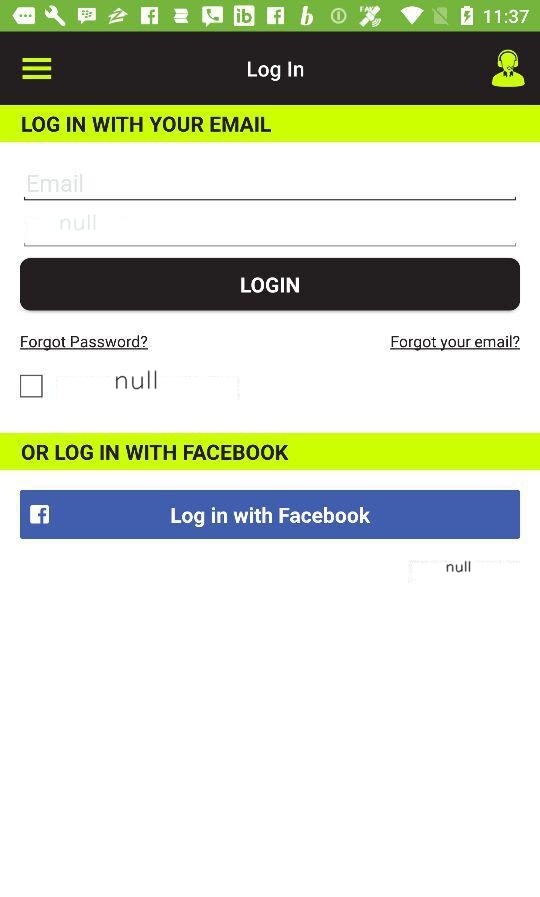 11:37
Log In
LOG IN WITH YOUR EMAIL
Email
null
LOGIN
Forgot Password? Forgot your email?
null
OR LOG IN WITH FACEBOOK
Log in with Facebook
null